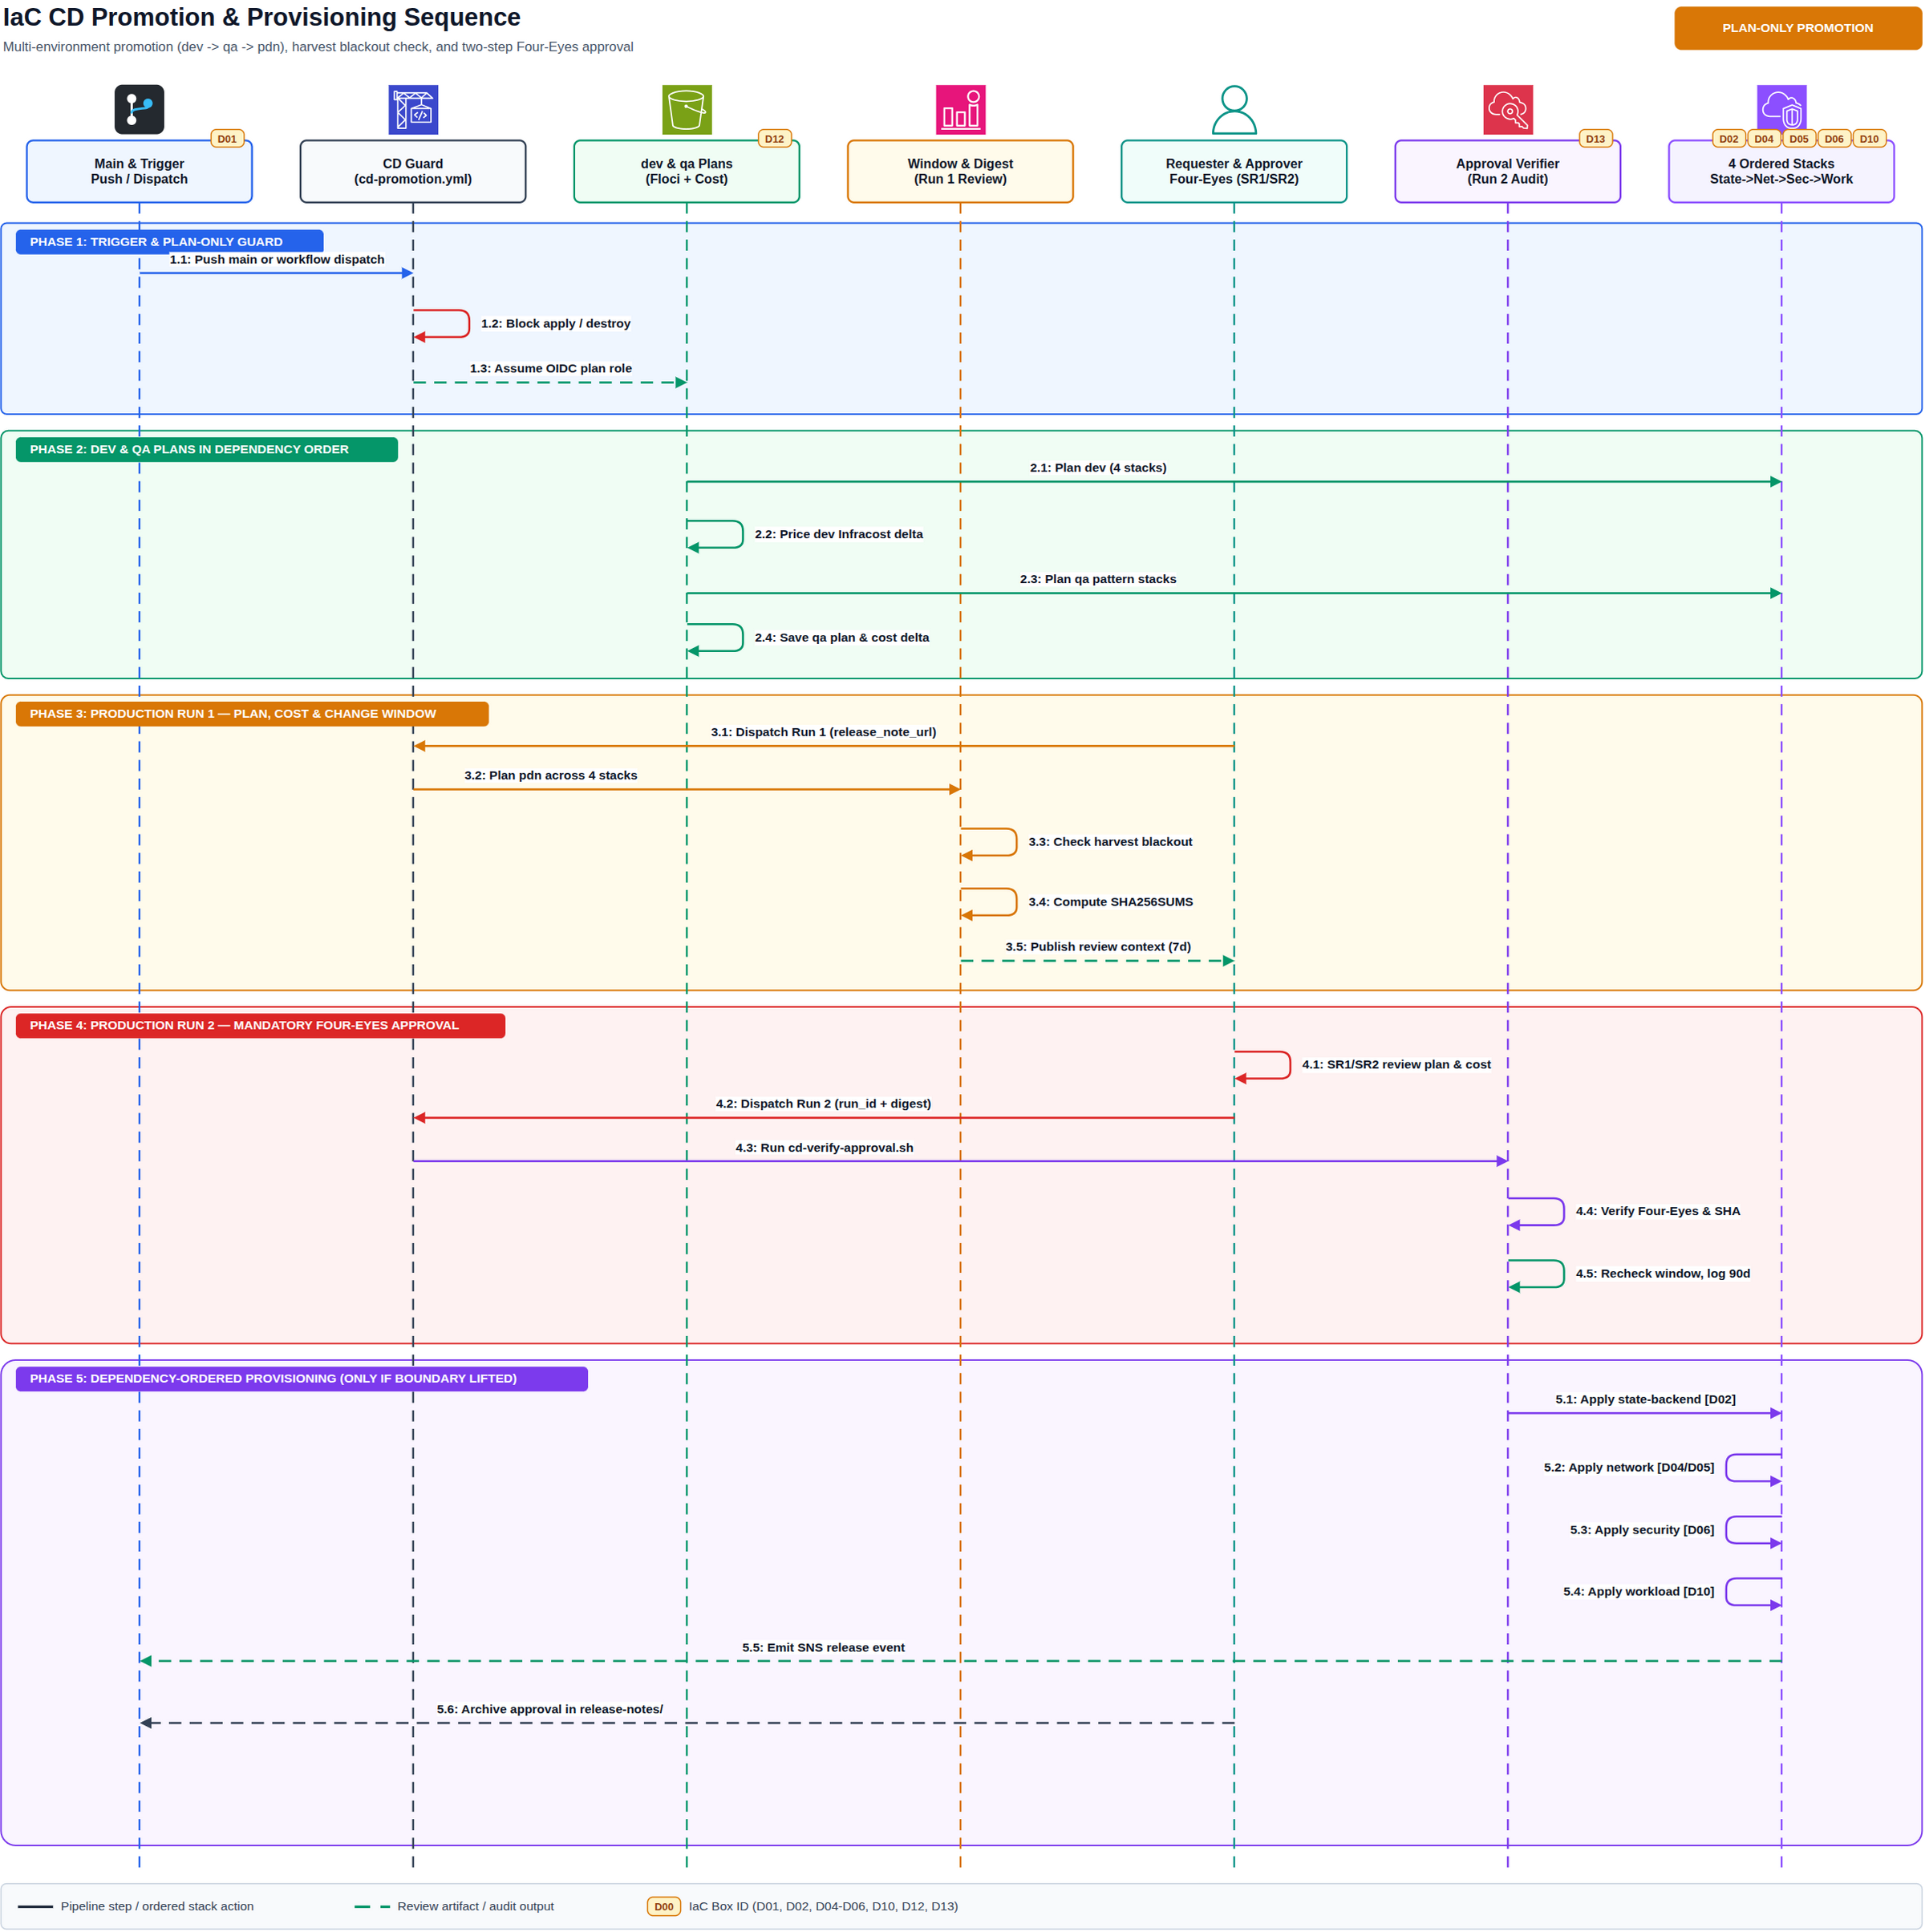 IaC CD Promotion & Provisioning Sequence
Multi-environment promotion (dev -> qa -> pdn), harvest blackout check, and two-step Four-Eyes approval
PLAN-ONLY PROMOTION
D01
D12
D13
D02
D04
D05
D06
D10
Main & Trigger
Push / Dispatch
CD Guard
(cd-promotion.yml)
dev & qa Plans
(Floci + Cost)
Window & Digest
(Run 1 Review)
Requester & Approver
Four-Eyes (SR1/SR2)
Approval Verifier
(Run 2 Audit)
4 Ordered Stacks
State->Net->Sec->Work
PHASE 1: TRIGGER & PLAN-ONLY GUARD
1.1: Push main or workflow dispatch
1.2: Block apply / destroy
1.3: Assume OIDC plan role
PHASE 2: DEV & QA PLANS IN DEPENDENCY ORDER
2.1: Plan dev (4 stacks)
2.2: Price dev Infracost delta
2.3: Plan qa pattern stacks
2.4: Save qa plan & cost delta
PHASE 3: PRODUCTION RUN 1 — PLAN, COST & CHANGE WINDOW
3.1: Dispatch Run 1 (release_note_url)
3.2: Plan pdn across 4 stacks
3.3: Check harvest blackout
3.4: Compute SHA256SUMS
3.5: Publish review context (7d)
PHASE 4: PRODUCTION RUN 2 — MANDATORY FOUR-EYES APPROVAL
4.1: SR1/SR2 review plan & cost
4.2: Dispatch Run 2 (run_id + digest)
4.3: Run cd-verify-approval.sh
4.4: Verify Four-Eyes & SHA
4.5: Recheck window, log 90d
PHASE 5: DEPENDENCY-ORDERED PROVISIONING (ONLY IF BOUNDARY LIFTED)
5.1: Apply state-backend [D02]
5.2: Apply network [D04/D05]
5.3: Apply security [D06]
5.4: Apply workload [D10]
5.5: Emit SNS release event
5.6: Archive approval in release-notes/
Pipeline step / ordered stack action
Review artifact / audit output
D00
IaC Box ID (D01, D02, D04-D06, D10, D12, D13)